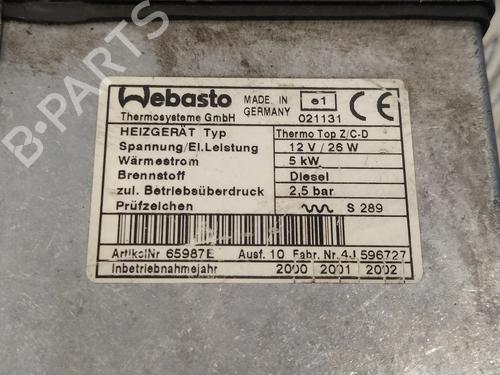 Webasto
Thermosysteme GmbH
MADE IN
GERMANY
e1
021131
CE
HEIZGERÄT Typ Thermo Top Z/C-D
Spannung/El.Leistung 12 V / 26 W
Wärmestrom 5 kW
Brennstoff Diesel
zul. Betriebsüberdruck 2,5 bar
Prüfzeichen S 289
ArtikelNr 65987E Ausf. 10 Fabr. Nr. 4J 596727
Inbetriebnahmejahr 2000 2001 2002
B-PARTS